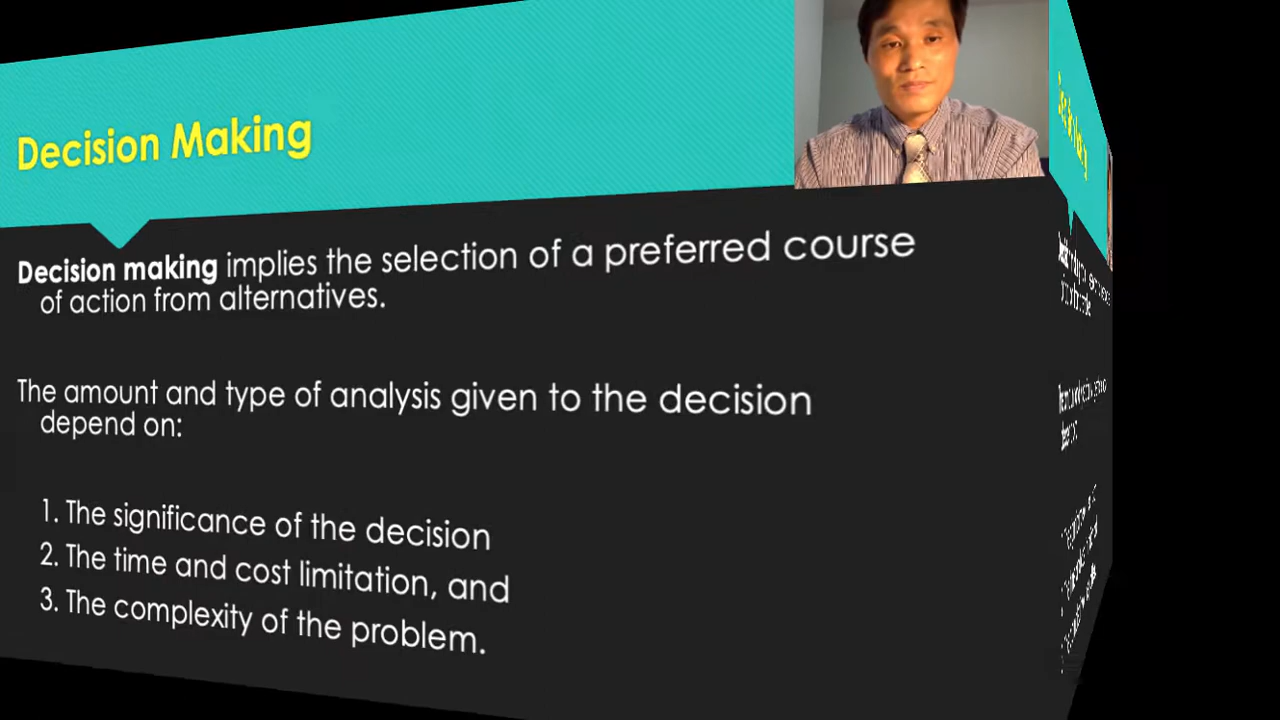 Decision Making
Decision making implies the selection of a preferred course
of action from alternatives.
The amount and type of analysis given to the decision
depend on:
1. The significance of the decision
2. The time and cost limitation, and
3. The complexity of the problem.